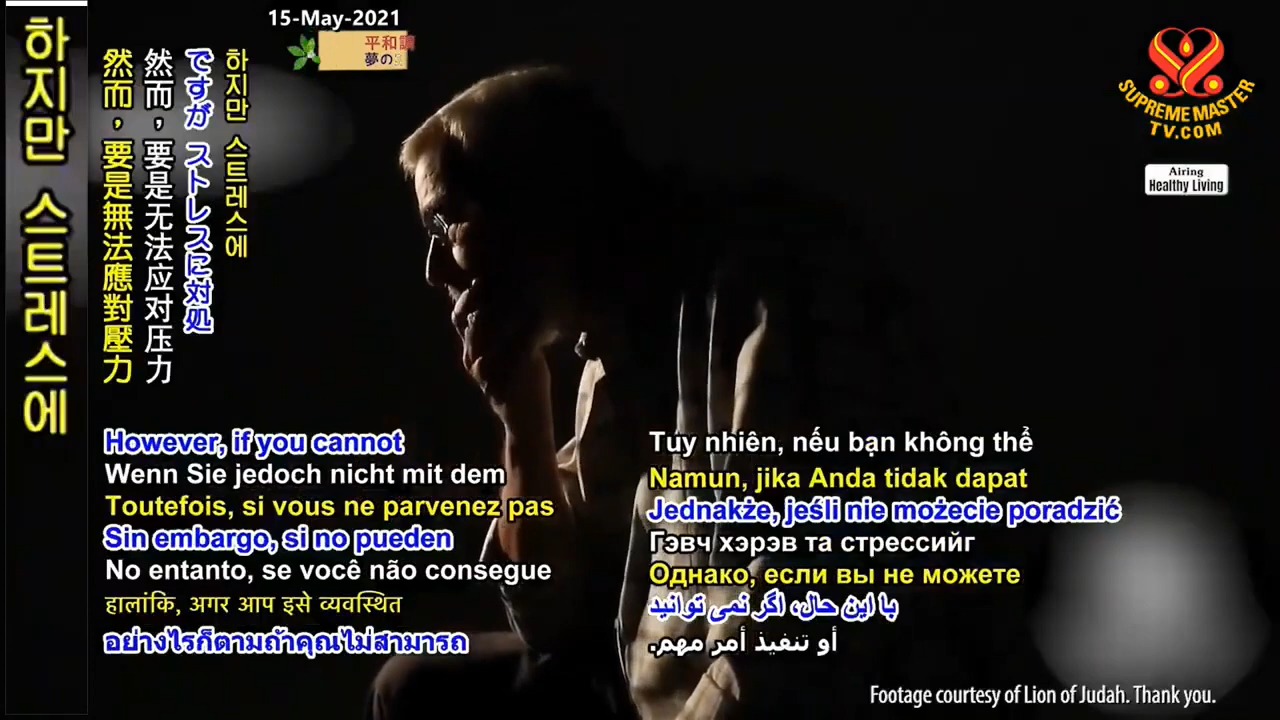 15-May-2021
平和調
夢の
SUPREME MASTER
TV.COM
Airing
Healthy Living
하지만 스트레스에
하지만 스트레스에
ですが ストレスに対処
然而，要是无法应对压力
然而，要是無法應對壓力
However, if you cannot
Wenn Sie jedoch nicht mit dem
Toutefois, si vous ne parvenez pas
Sin embargo, si no pueden
No entanto, se você não consegue
हालांकि, अगर आप इसे व्यवस्थित
อย่างไรก็ตามถ้าคุณไม่สามารถ
Tuy nhiên, nếu bạn không thể
Namun, jika Anda tidak dapat
Jednakże, jeśli nie możecie poradzić
Гэвч хэрэв та стрессийг
Однако, если вы не можете
با این حال، اگر نمی توانید
أو تنفيذ أمر مهم.
Footage courtesy of Lion of Judah. Thank you.